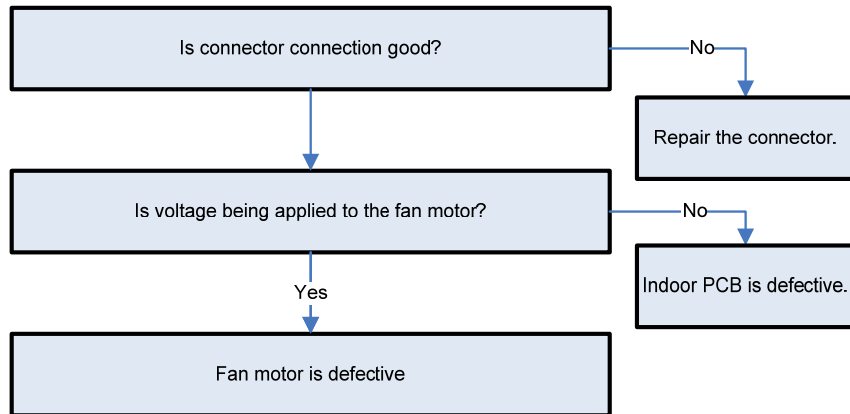 Is connector connection good?
No
Repair the connector.
Is voltage being applied to the fan motor?
No
Indoor PCB is defective.
Yes
Fan motor is defective